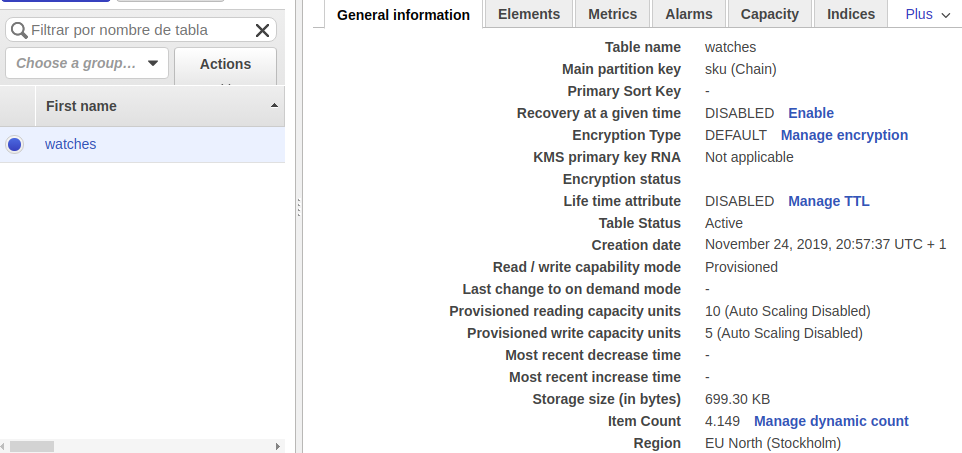 General information Elements Metrics Alarms Capacity Indices Plus
Filtrar por nombre de tabla
Choose a group...
Actions
First name
watches
Table name watches
Main partition key sku (Chain)
Primary Sort Key -
Recovery at a given time DISABLED Enable
Encryption Type DEFAULT Manage encryption
KMS primary key RNA Not applicable
Encryption status
Life time attribute DISABLED Manage TTL
Table Status Active
Creation date November 24, 2019, 20:57:37 UTC + 1
Read / write capability mode Provisioned
Last change to on demand mode -
Provisioned reading capacity units 10 (Auto Scaling Disabled)
Provisioned write capacity units 5 (Auto Scaling Disabled)
Most recent decrease time -
Most recent increase time -
Storage size (in bytes) 699.30 KB
Item Count 4.149 Manage dynamic count
Region EU North (Stockholm)